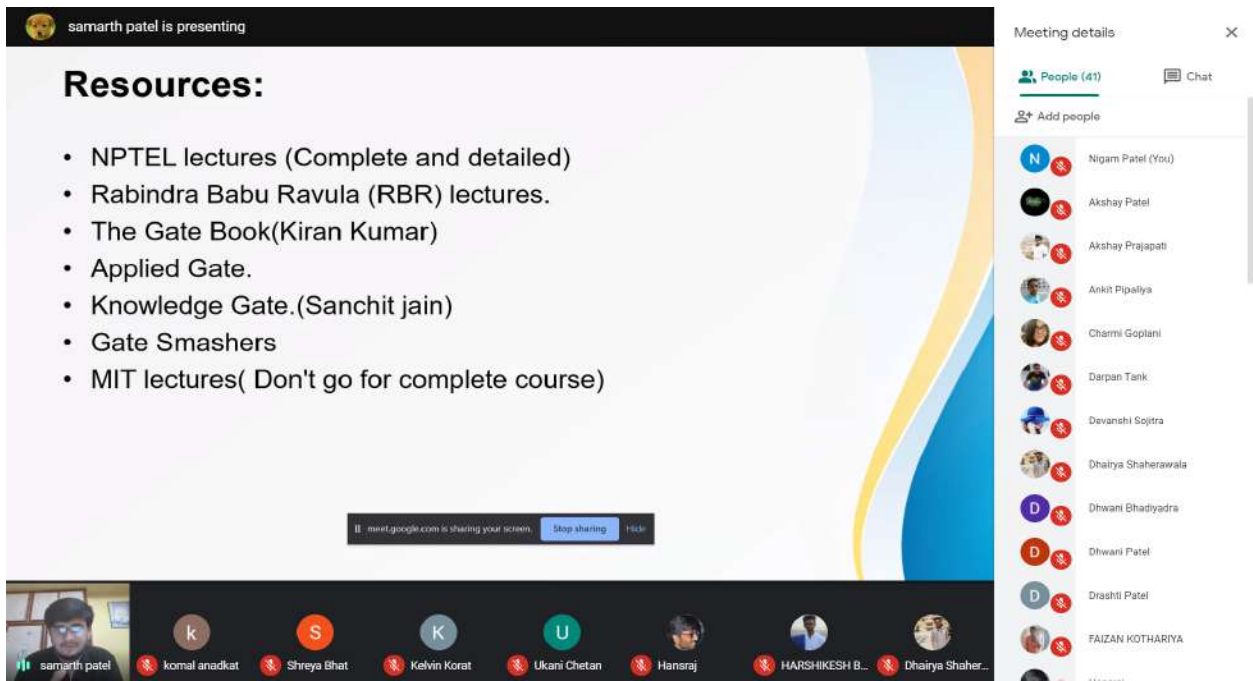 samarth patel is presenting
Resources:
• NPTEL lectures (Complete and detailed)
• Rabindra Babu Ravula (RBR) lectures.
• The Gate Book(Kiran Kumar)
• Applied Gate.
• Knowledge Gate.(Sanchit jain)
• Gate Smashers
• MIT lectures( Don't go for complete course)
meet.google.com is sharing your screen. Stop sharing Hide
samarth patel
k
komal anadkat
S
Shreya Bhat
K
Kelvin Korat
U
Ukani Chetan
Hansraj
HARSHIKESH B...
Dhairya Shaher...
Meeting details
People (41) Chat
Add people
N Nigam Patel (You)
Akshay Patel
Akshay Prajapati
Ankit Pipaliya
Charmi Goplani
Darpan Tank
Devanshi Sojitra
Dhairya Shaherawala
D Dhwani Bhadiyadra
D Dhwani Patel
D Drashti Patel
FAIZAN KOTHARIYA